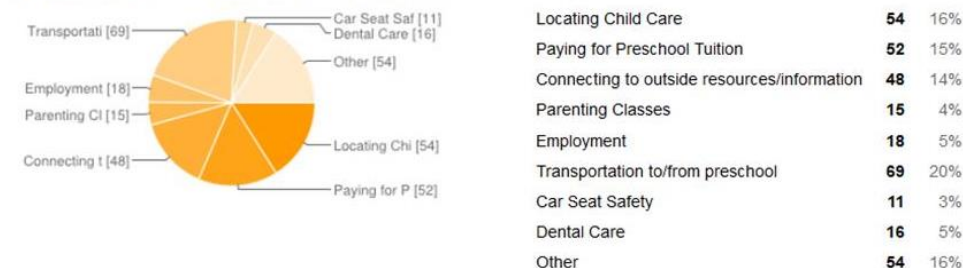 Car Seat Saf [11]
Transportati [69]
Dental Care [16]
Other [54]
Employment [18]
Parenting Cl [15]
Locating Chi [54]
Connecting t [48]
Paying for P [52]
Locating Child Care 54 16%
Paying for Preschool Tuition 52 15%
Connecting to outside resources/information 48 14%
Parenting Classes 15 4%
Employment 18 5%
Transportation to/from preschool 69 20%
Car Seat Safety 11 3%
Dental Care 16 5%
Other 54 16%